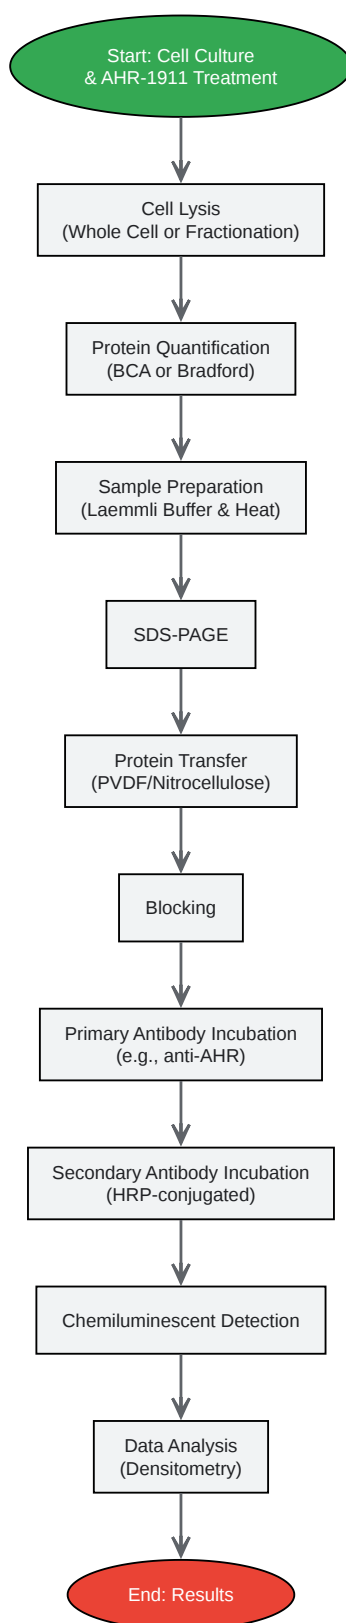 Start: Cell Culture
& AHR-1911 Treatment
Cell Lysis
(Whole Cell or Fractionation)
Protein Quantification
(BCA or Bradford)
Sample Preparation
(Laemmli Buffer & Heat)
SDS-PAGE
Protein Transfer
(PVDF/Nitrocellulose)
Blocking
Primary Antibody Incubation
(e.g., anti-AHR)
Secondary Antibody Incubation
(HRP-conjugated)
Chemiluminescent Detection
Data Analysis
(Densitometry)
End: Results